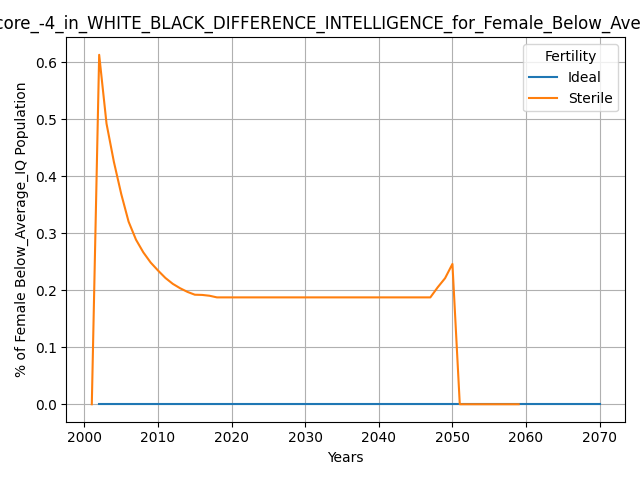 core_-4_in_WHITE_BLACK_DIFFERENCE_INTELLIGENCE_for_Female_Below_Ave
Fertility
Ideal
Sterile
% of Female Below_Average_IQ Population
0.6
0.5
0.4
0.3
0.2
0.1
0.0
2000 2010 2020 2030 2040 2050 2060 2070
Years